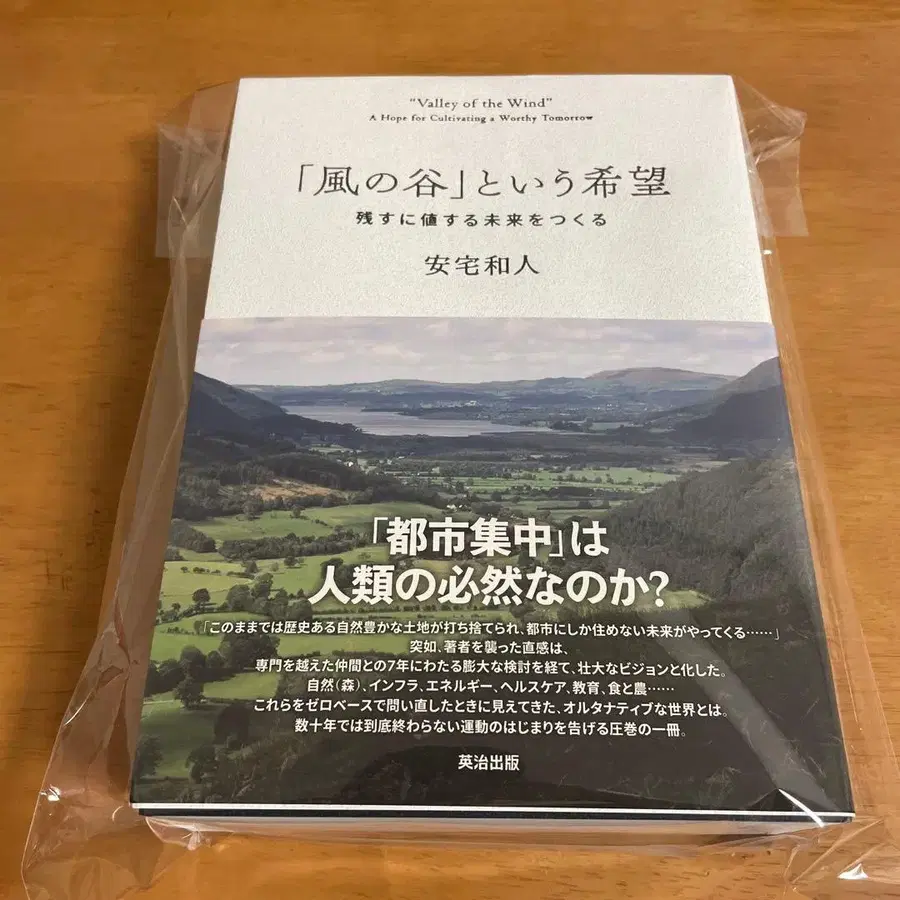 "Valley of the Wind"
A Hope for Cultivating a Worthy Tomorrow
「風の谷」という希望
残すに値する未来をつくる
安宅和人
「都市集中」は
人類の必然なのか?
「このままでは歴史ある自然豊かな土地が打ち捨てられ、都市にしか住めない未来がやってくる……」
突如、著者を襲った直感は、
専門を越えた仲間との7年にわたる膨大な検討を経て、壮大なビジョンと化した。
自然(森)、インフラ、エネルギー、ヘルスケア、教育、食と農……
これらをゼロベースで問い直したときに見えてきた、オルタナティブな世界とは。
数十年では到底終わらない運動のはじまりを告げる圧巻の一冊。
英治出版